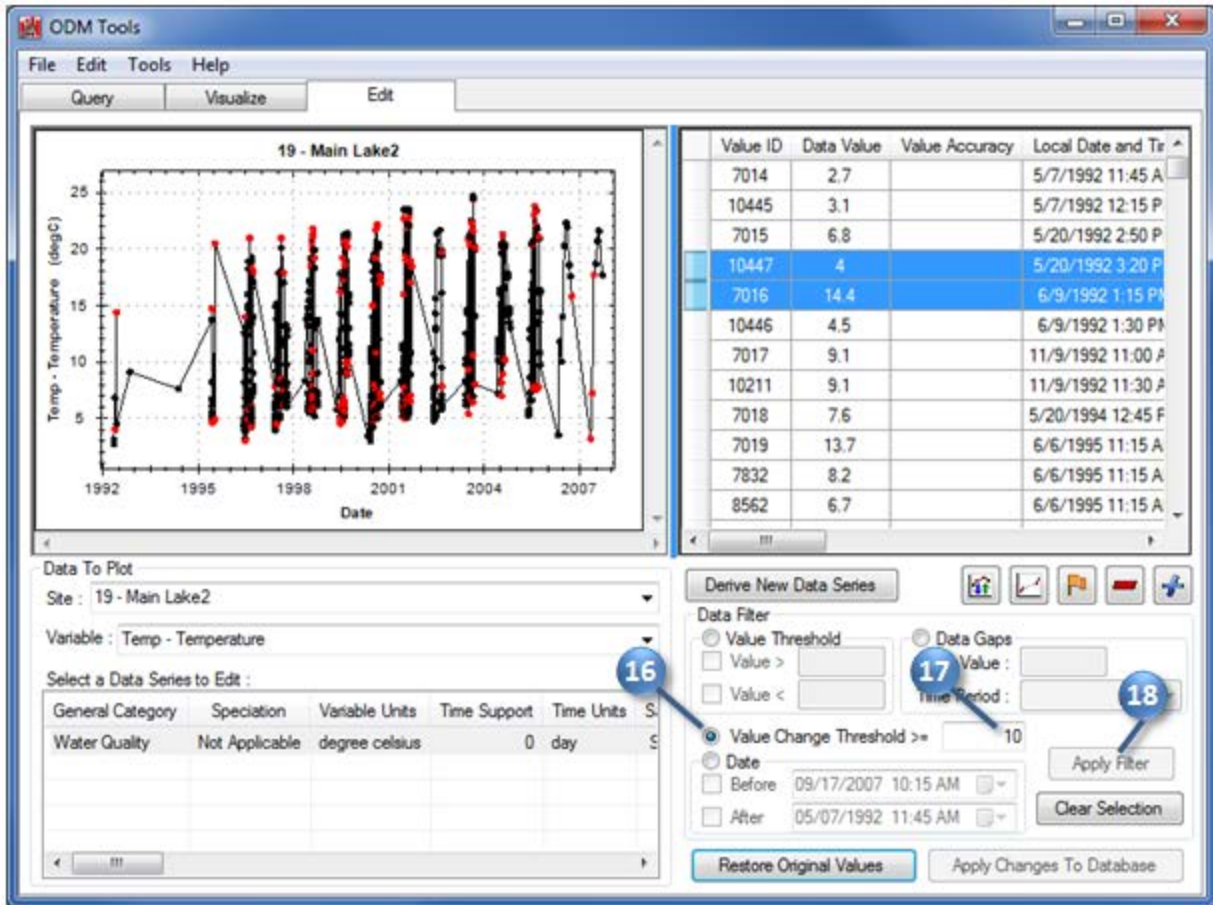 ODM Tools
File Edit Tools Help
Query Visualize Edit
19 - Main Lake2
Temp - Temperature (degC)
25
20
15
10
5
1992 1995 1998 2001 2004 2007
Date
Value ID Data Value Value Accuracy Local Date and Tir
7014 2.7 5/7/1992 11:45 A
10445 3.1 5/7/1992 12:15 P
7015 6.8 5/20/1992 2:50 P
10447 4 5/20/1992 3:20 P
7016 14.4 6/9/1992 1:15 PM
10446 4.5 6/9/1992 1:30 PM
7017 9.1 11/9/1992 11:00 A
10211 9.1 11/9/1992 11:30 A
7018 7.6 5/20/1994 12:45 F
7019 13.7 6/6/1995 11:15 A
7832 8.2 6/6/1995 11:15 A
8562 6.7 6/6/1995 11:15 A
Data To Plot
Site : 19 - Main Lake2
Variable : Temp - Temperature
Select a Data Series to Edit :
General Category Speciation Variable Units Time Support Time Units
Water Quality Not Applicable degree celsius 0 day
Derive New Data Series
Data Filter
Value Threshold
Value >
Value <
Data Gaps
Value :
Time Period :
16
17
18
Value Change Threshold >= 10
Date
Before 09/17/2007 10:15 AM
After 05/07/1992 11:45 AM
Apply Filter
Clear Selection
Restore Original Values
Apply Changes To Database